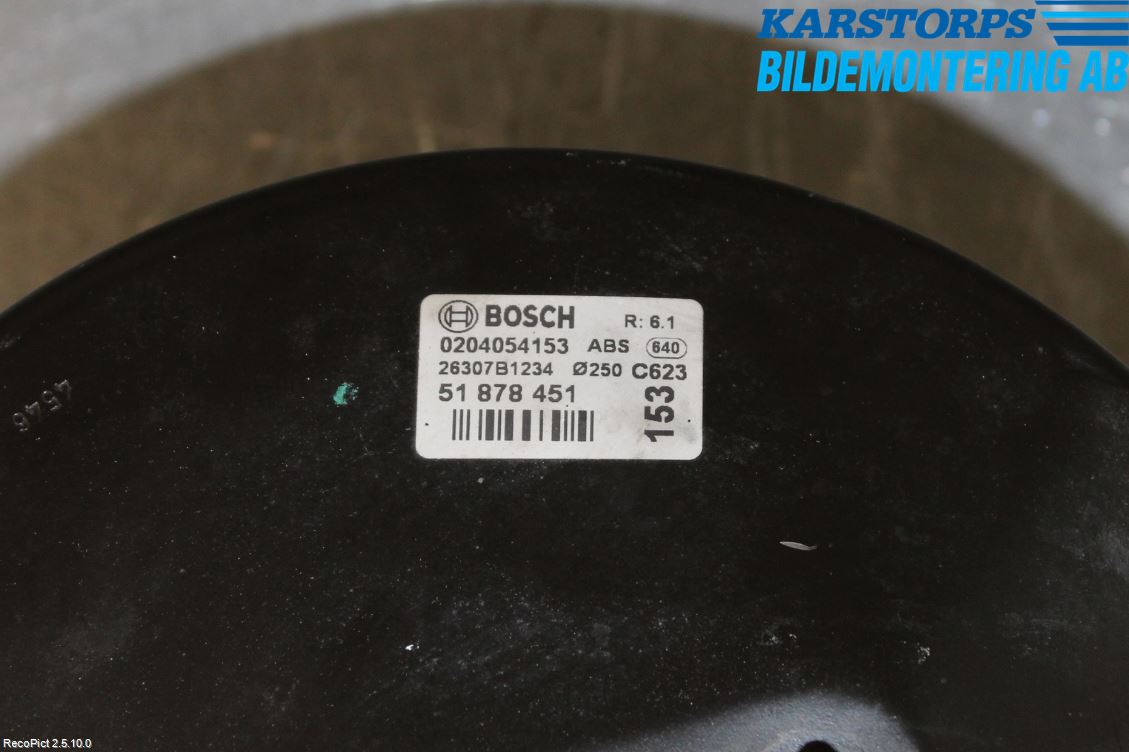 KARSTORPS
BILDEMONTERING AB
BOSCH R: 6.1
0204054153 ABS 640
26307B1234 Ø250 C623
51 878 451
153
4546
RecoPict 2.5.10.0